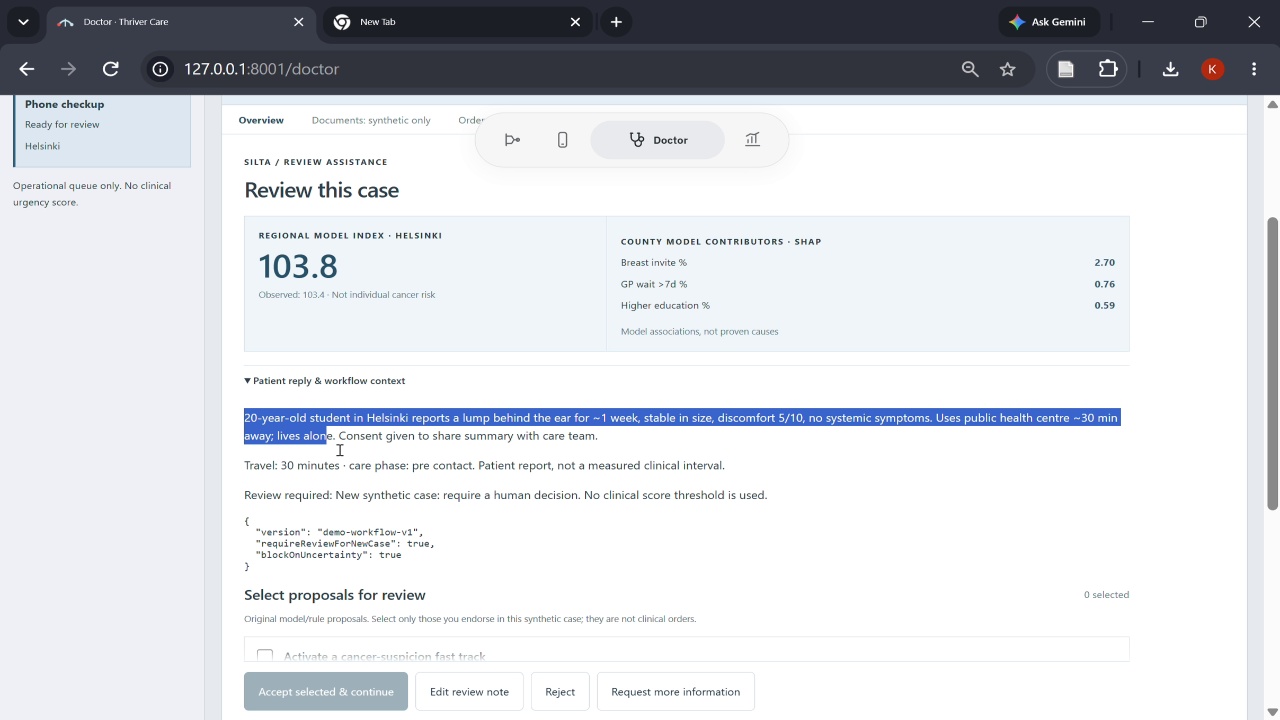 Doctor · Thriver Care
New Tab
Ask Gemini
127.0.0.1:8001/doctor
K
Phone checkup
Ready for review
Helsinki
Operational queue only. No clinical
urgency score.
Overview
Documents: synthetic only
Doctor
SILTA / REVIEW ASSISTANCE
Review this case
REGIONAL MODEL INDEX · HELSINKI
103.8
Observed: 103.4 · Not individual cancer risk
COUNTY MODEL CONTRIBUTORS · SHAP
Breast invite % 2.70
GP wait >7d % 0.76
Higher education % 0.59
Model associations, not proven causes
Patient reply & workflow context
20-year-old student in Helsinki reports a lump behind the ear for ~1 week, stable in size, discomfort 5/10, no systemic symptoms. Uses public health centre ~30 min
away; lives alone. Consent given to share summary with care team.
Travel: 30 minutes · care phase: pre contact. Patient report, not a measured clinical interval.
Review required: New synthetic case: require a human decision. No clinical score threshold is used.
{
"version": "demo-workflow-v1",
"requireReviewForNewCase": true,
"blockOnUncertainty": true
}
Select proposals for review
0 selected
Original model/rule proposals. Select only those you endorse in this synthetic case; they are not clinical orders.
Activate a cancer-suspicion fast track
Accept selected & continue
Edit review note
Reject
Request more information